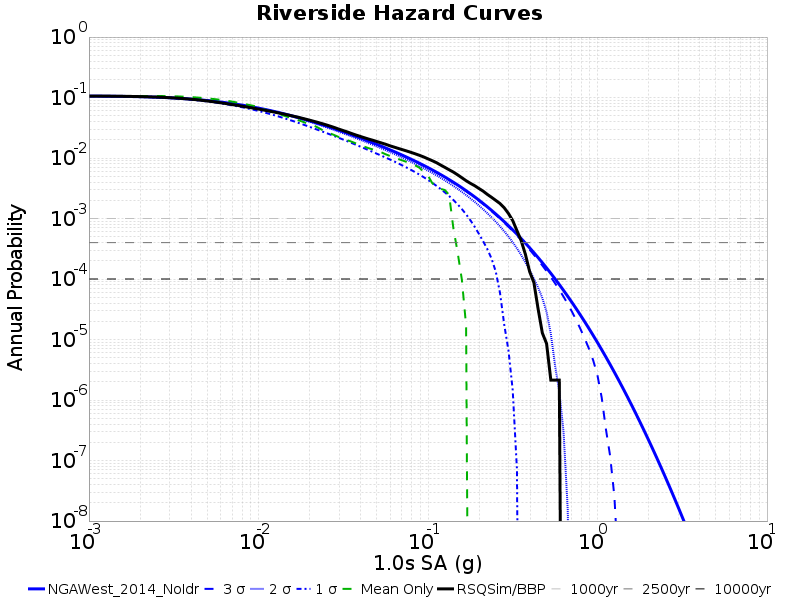 Riverside Hazard Curves
Annual Probability
10^0
10^-1
10^-2
10^-3
10^-4
10^-5
10^-6
10^-7
10^-8
10^-3 10^-2 10^-1 10^0 10^1
1.0s SA (g)
NGAWest_2014_NoIdr 3 σ 2 σ 1 σ Mean Only RSQSim/BBP 1000yr 2500yr 10000yr